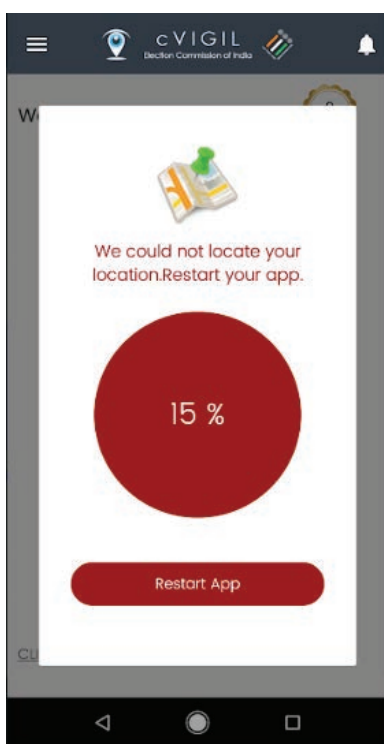 cVIGIL
Election Commission of India
We could not locate your
location.Restart your app.
15 %
Restart App